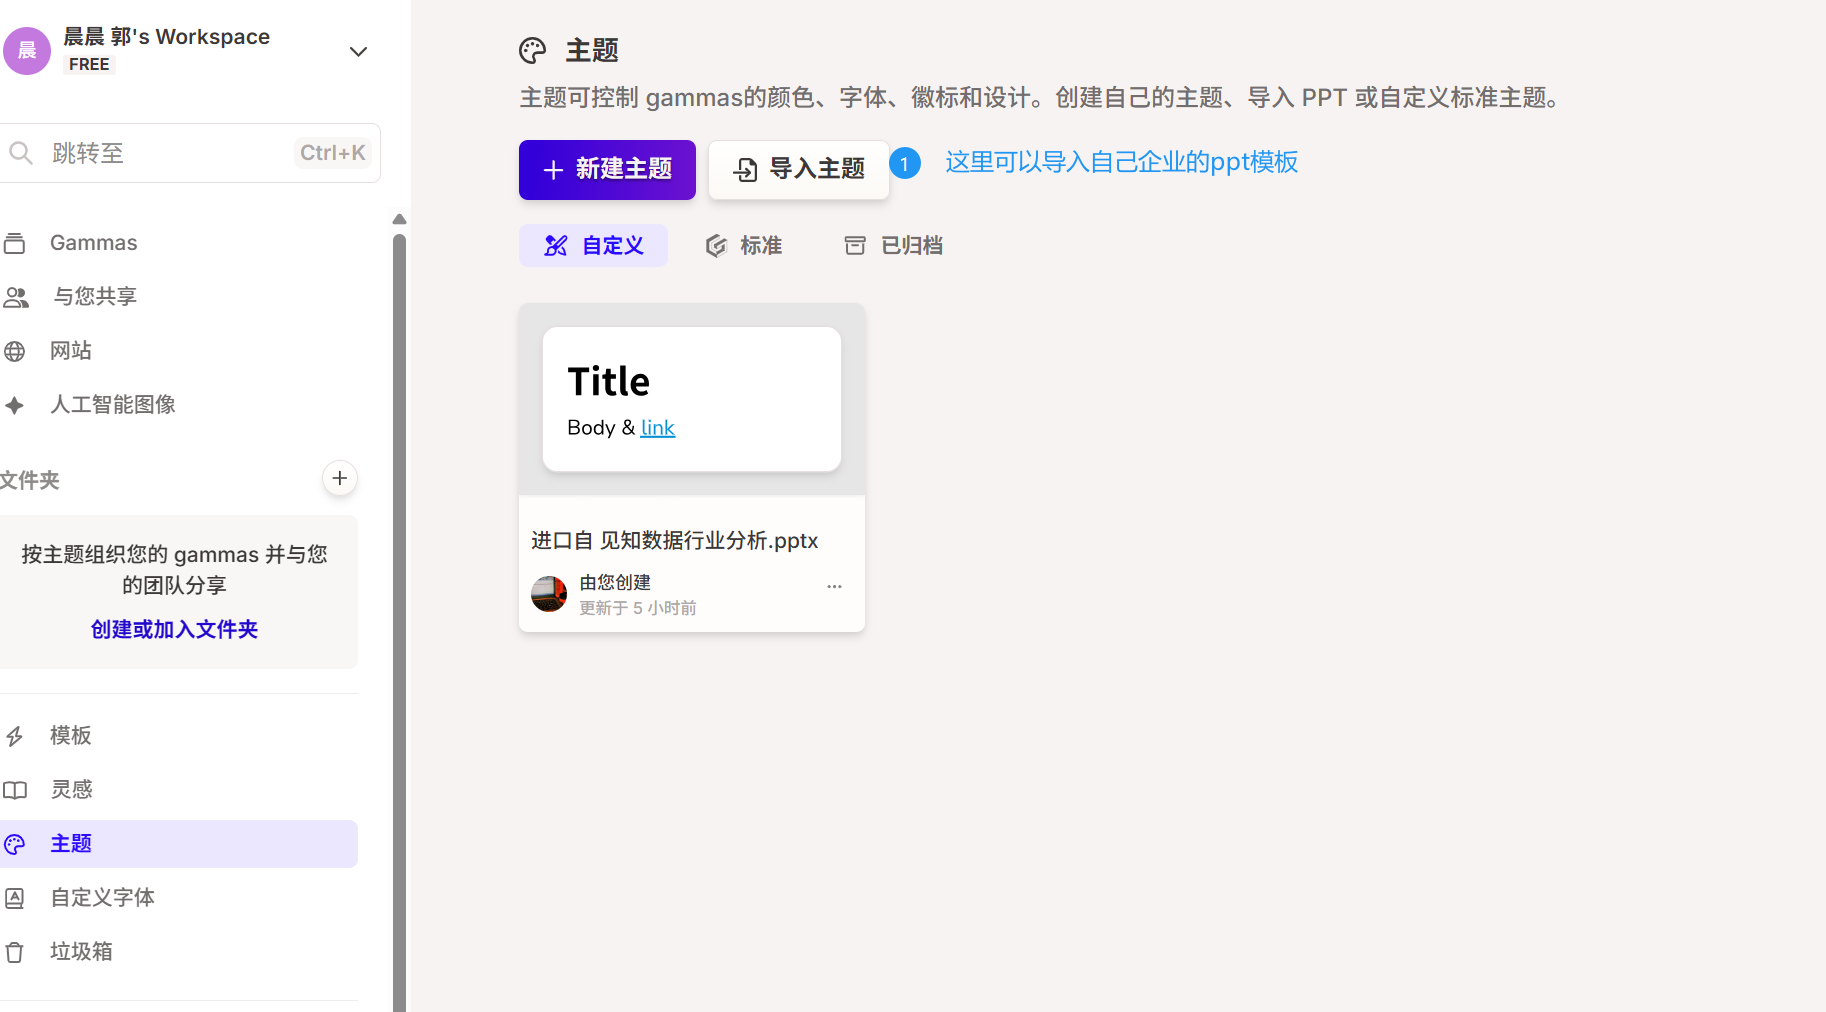 晨
晨晨 郭's Workspace
FREE
跳转至
Ctrl+K
Gammas
与您共享
网站
人工智能图像
文件夹
按主题组织您的 gammas 并与您
的团队分享
创建或加入文件夹
模板
灵感
主题
自定义字体
垃圾箱
主题
主题可控制 gammas的颜色、字体、徽标和设计。创建自己的主题、导入 PPT 或自定义标准主题。
新建主题
导入主题
1
这里可以导入自己企业的ppt模板
自定义
标准
已归档
Title
Body & link
进口自 见知数据行业分析.pptx
由您创建
更新于 5 小时前